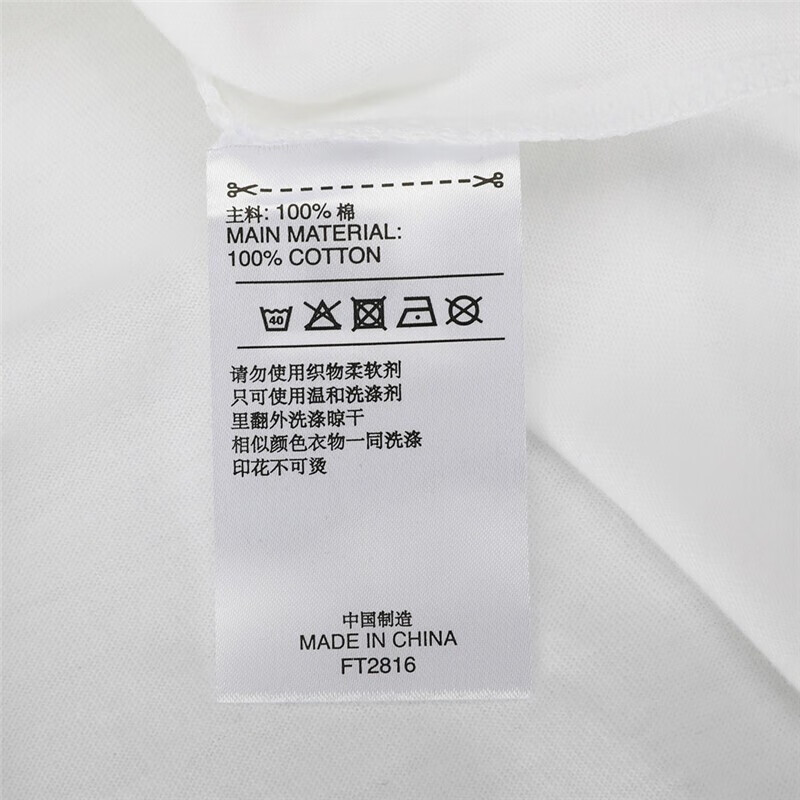 主料: 100% 棉
MAIN MATERIAL:
100% COTTON
40
请勿使用织物柔软剂
只可使用温和洗涤剂
里翻外洗涤晾干
相似颜色衣物一同洗涤
印花不可烫
中国制造
MADE IN CHINA
FT2816